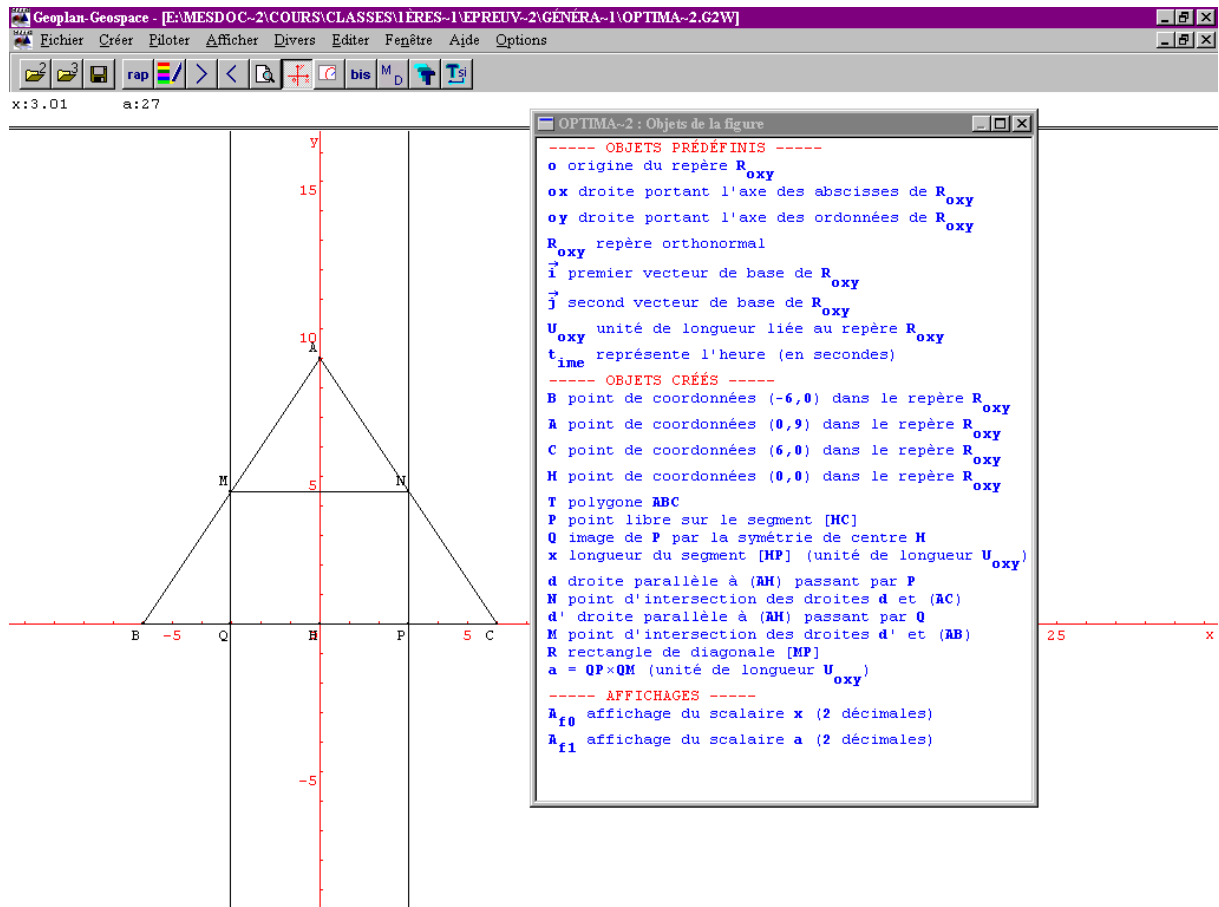 Geoplan-Geospace - [E:\MESDOC~2\COURS\CLASSES\1ÈRES~1\EPREUV~2\GÉNÉRA~1\OPTIMA~2.G2W]
Fichier Créer Piloter Afficher Divers Editer Fenêtre Aide Options
2 3 rap bis M D Tsi
x:3.01 a:27
OPTIMA~2 : Objets de la figure
----- OBJETS PRÉDÉFINIS -----
o origine du repère Roxy
ox droite portant l'axe des abscisses de Roxy
oy droite portant l'axe des ordonnées de Roxy
Roxy repère orthonormal
i premier vecteur de base de Roxy
j second vecteur de base de Roxy
Uoxy unité de longueur liée au repère Roxy
time représente l'heure (en secondes)
----- OBJETS CRÉÉS -----
B point de coordonnées (-6,0) dans le repère Roxy
A point de coordonnées (0,9) dans le repère Roxy
C point de coordonnées (6,0) dans le repère Roxy
H point de coordonnées (0,0) dans le repère Roxy
T polygone ABC
P point libre sur le segment [HC]
Q image de P par la symétrie de centre H
x longueur du segment [HP] (unité de longueur Uoxy)
d droite parallèle à (AH) passant par P
N point d'intersection des droites d et (AC)
d' droite parallèle à (AH) passant par Q
M point d'intersection des droites d' et (AB)
R rectangle de diagonale [MP]
a = QP×QM (unité de longueur Uoxy)
----- AFFICHAGES -----
Af0 affichage du scalaire x (2 décimales)
Af1 affichage du scalaire a (2 décimales)
y
15
10
A
M
N
5
B
-5
Q
P
5
C
25
x
-5